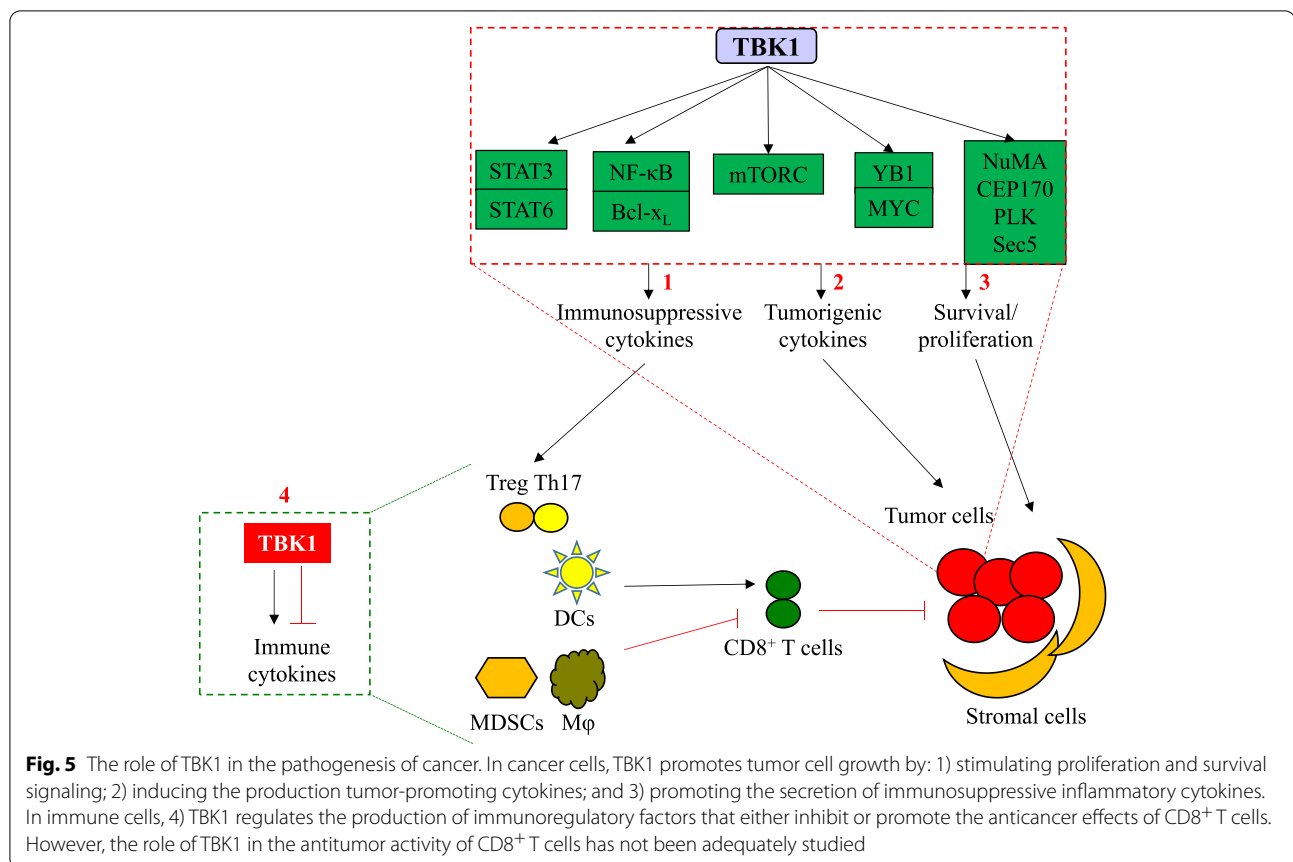 TBK1
STAT3
STAT6
NF-κB
Bcl-xL
mTORC
YB1
MYC
NuMA
CEP170
PLK
Sec5
1
Immunosuppressive
cytokines
2
Tumorigenic
cytokines
3
Survival/
proliferation
4
TBK1
Immune
cytokines
Treg Th17
DCs
MDSCs Mφ
CD8+ T cells
Tumor cells
Stromal cells
Fig. 5 The role of TBK1 in the pathogenesis of cancer. In cancer cells, TBK1 promotes tumor cell growth by: 1) stimulating proliferation and survival
signaling; 2) inducing the production tumor-promoting cytokines; and 3) promoting the secretion of immunosuppressive inflammatory cytokines.
In immune cells, 4) TBK1 regulates the production of immunoregulatory factors that either inhibit or promote the anticancer effects of CD8+ T cells.
However, the role of TBK1 in the antitumor activity of CD8+ T cells has not been adequately studied